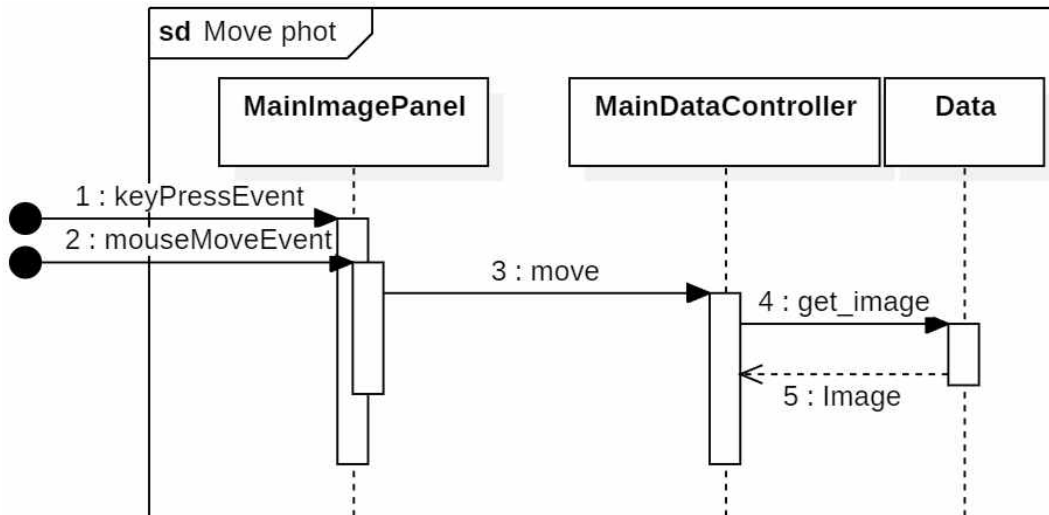 sd Move phot
MainImagePanel
MainDataController
Data
1 : keyPressEvent
2 : mouseMoveEvent
3 : move
4 : get_image
5 : Image